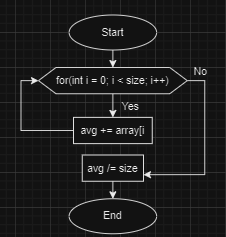 Start
for(int i = 0; i < size; i++)
No
Yes
avg += array[i
avg /= size
End